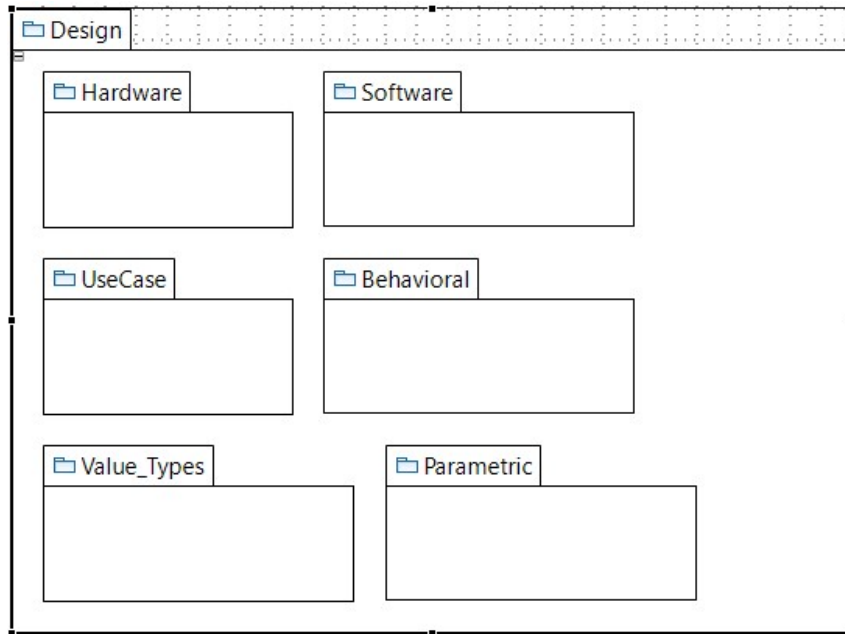 Design
Hardware
Software
UseCase
Behavioral
Value_Types
Parametric